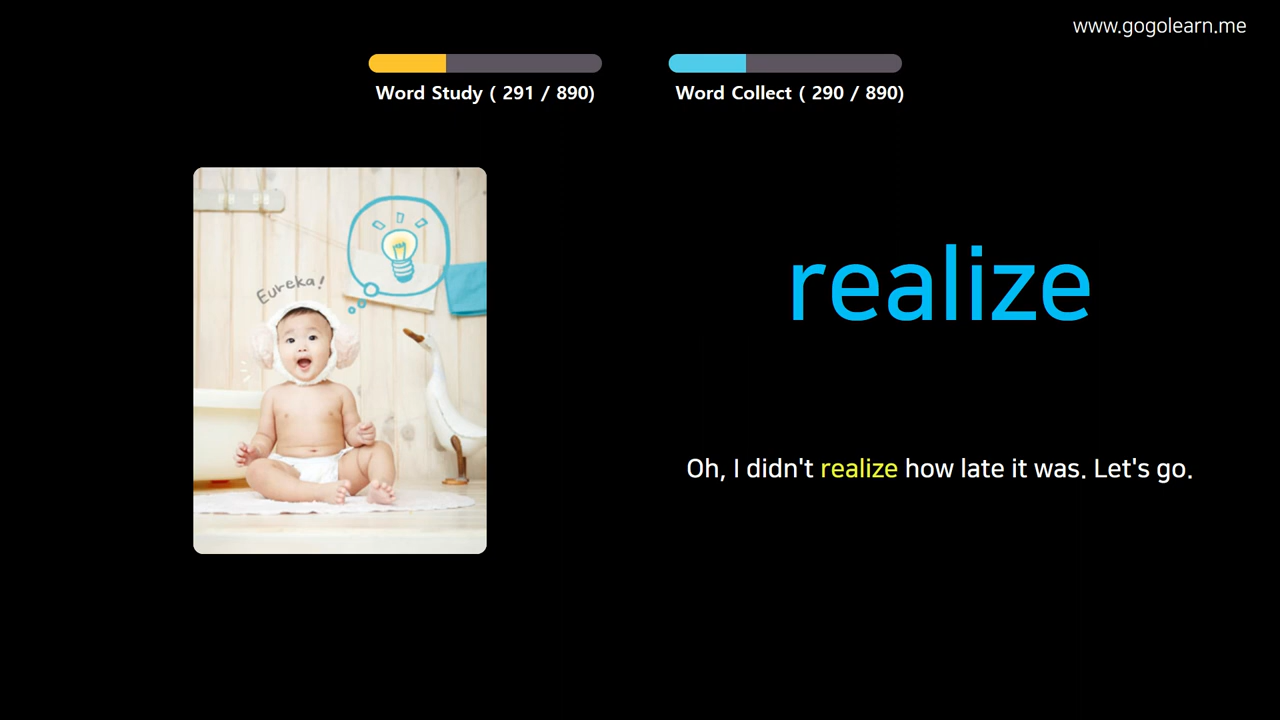 www.gogolearn.me
Word Study ( 291 / 890)
Word Collect ( 290 / 890)
Eureka!
realize
Oh, I didn't realize how late it was. Let's go.